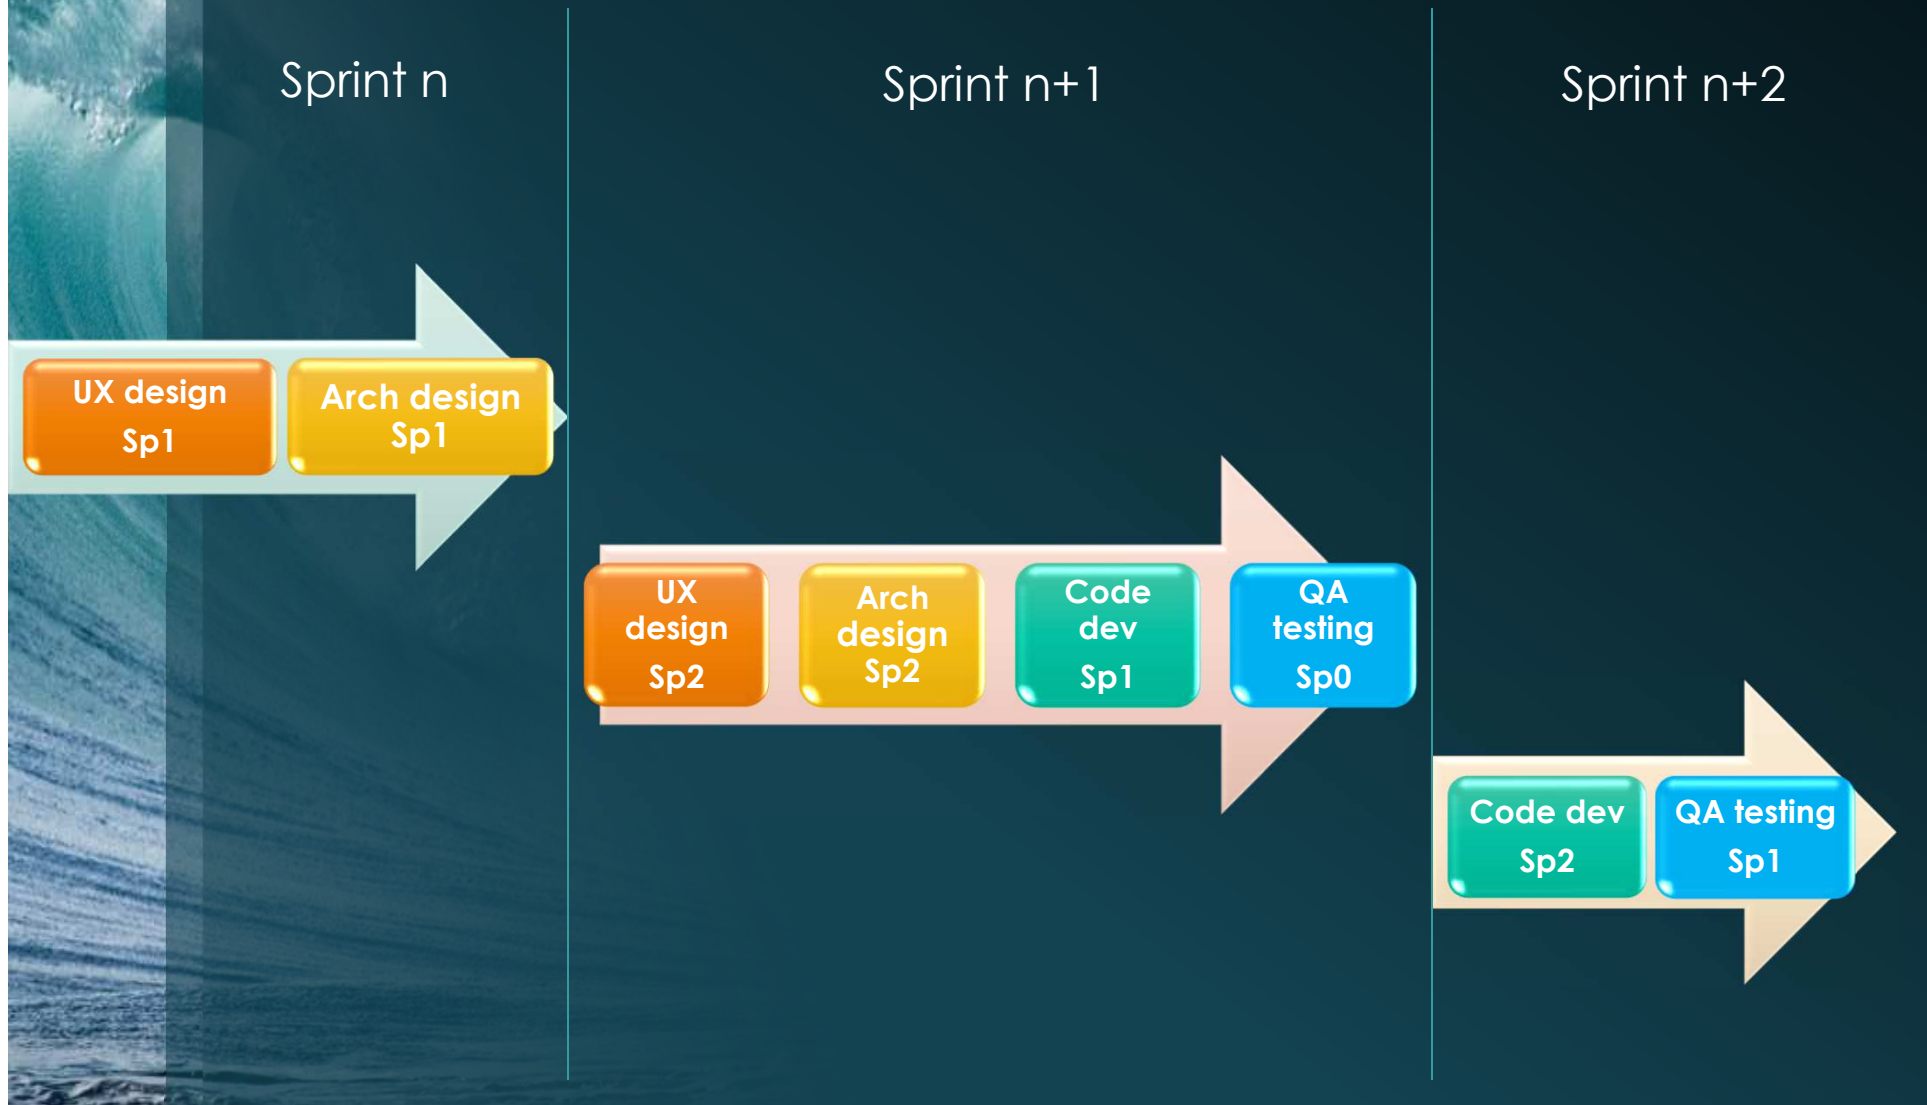 Sprint n
Sprint n+1
Sprint n+2
UX design
Sp1
Arch design
Sp1
UX
design
Sp2
Arch
design
Sp2
Code
dev
Sp1
QA
testing
Sp0
Code dev
Sp2
QA testing
Sp1